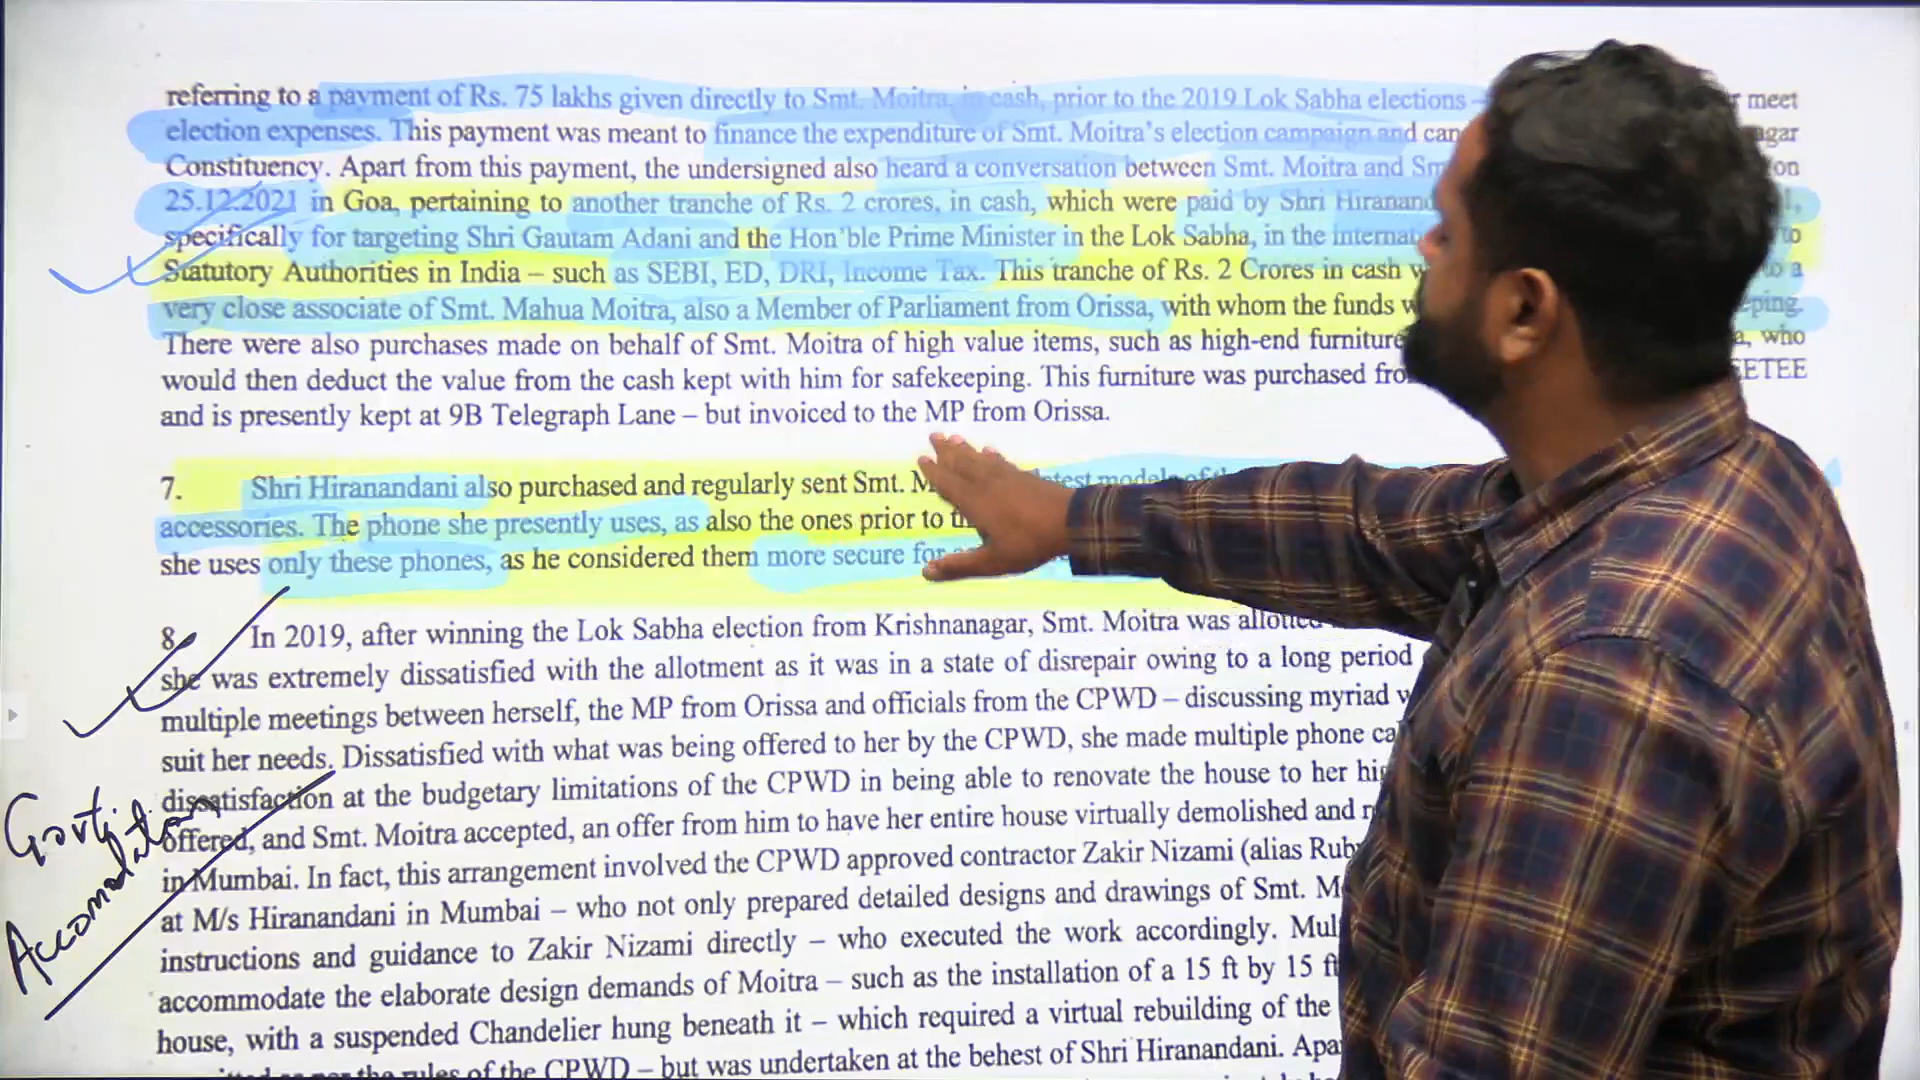 referring to a payment of Rs. 75 lakhs given directly to Smt. Moitra, in cash, prior to the 2019 Lok Sabha elections – meet
election expenses. This payment was meant to finance the expenditure of Smt. Moitra's election campaign and
Constituency. Apart from this payment, the undersigned also heard a conversation between Smt. Moitra and on
25.12.2021 in Goa, pertaining to another tranche of Rs. 2 crores, in cash, which were paid by Shri
specifically for targeting Shri Gautam Adani and the Hon'ble Prime Minister in the Lok Sabha, in the to
Statutory Authorities in India – such as SEBI, ED, DRI, Income Tax. This tranche of Rs. 2 Crores in cash to a
very close associate of Smt. Mahua Moitra, also a Member of Parliament from Orissa, with whom the funds
There were also purchases made on behalf of Smt. Moitra of high value items, such as high-end furniture who
would then deduct the value from the cash kept with him for safekeeping. This furniture was purchased
and is presently kept at 9B Telegraph Lane – but invoiced to the MP from Orissa.
7. Shri Hiranandani also purchased and regularly sent Smt.
accessories. The phone she presently uses, as also the ones prior to
she uses only these phones, as he considered them more secure for
8. In 2019, after winning the Lok Sabha election from Krishnanagar, Smt. Moitra was allotted
she was extremely dissatisfied with the allotment as it was in a state of disrepair owing to a long period
multiple meetings between herself, the MP from Orissa and officials from the CPWD – discussing myriad
suit her needs. Dissatisfied with what was being offered to her by the CPWD, she made multiple phone
dissatisfaction at the budgetary limitations of the CPWD in being able to renovate the house to her
offered, and Smt. Moitra accepted, an offer from him to have her entire house virtually demolished and
in Mumbai. In fact, this arrangement involved the CPWD approved contractor Zakir Nizami (alias
at M/s Hiranandani in Mumbai – who not only prepared detailed designs and drawings of Smt.
instructions and guidance to Zakir Nizami directly – who executed the work accordingly.
accommodate the elaborate design demands of Moitra – such as the installation of a 15 ft by 15 ft
house, with a suspended Chandelier hung beneath it – which required a virtual rebuilding of the
the rules of the CPWD – but was undertaken at the behest of Shri Hiranandani.
Govt.
Accomodation